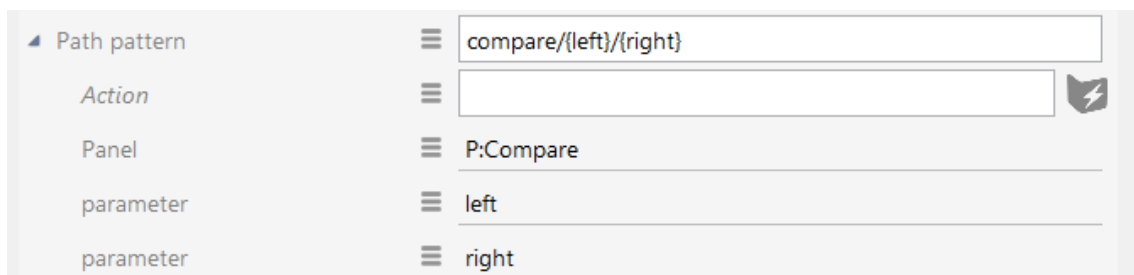 Path pattern compare/{left}/{right}
Action
Panel P:Compare
parameter left
parameter right